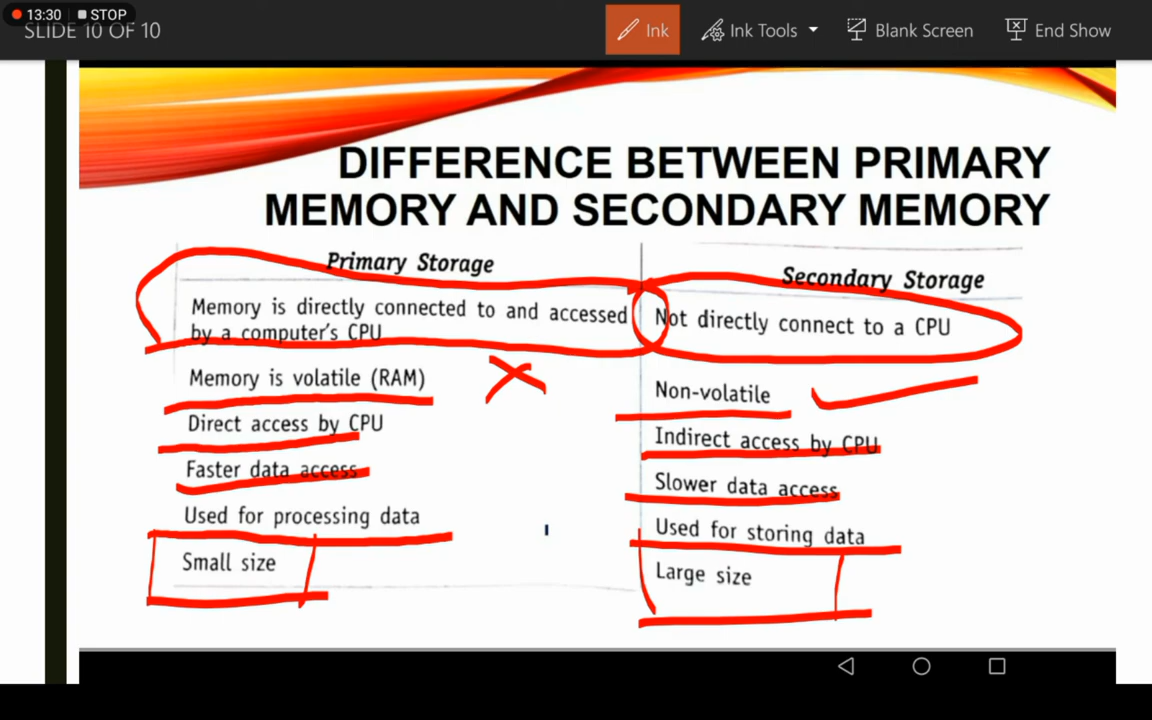 13:30 STOP
SLIDE 10 OF 10
Ink
Ink Tools
Blank Screen
End Show
DIFFERENCE BETWEEN PRIMARY
MEMORY AND SECONDARY MEMORY
Primary Storage
Memory is directly connected to and accessed
by a computer's CPU
Memory is volatile (RAM)
Direct access by CPU
Faster data access
Used for processing data
Small size
Secondary Storage
Not directly connect to a CPU
Non-volatile
Indirect access by CPU
Slower data access
Used for storing data
Large size